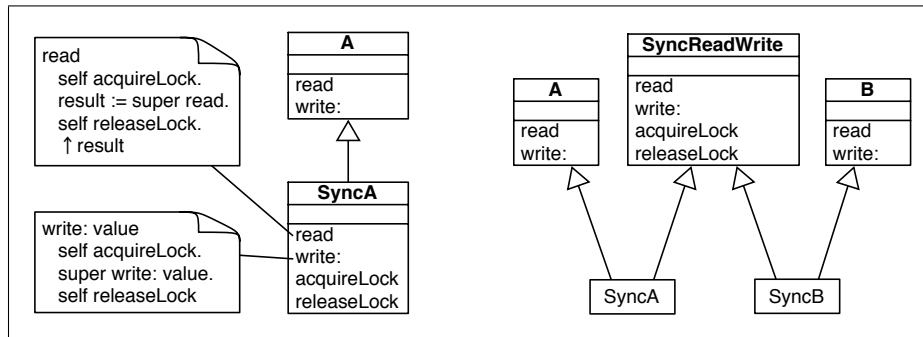 read
self acquireLock.
result := super read.
self releaseLock.
↑ result
write: value
self acquireLock.
super write: value.
self releaseLock
A
read
write:
SyncA
read
write:
acquireLock
releaseLock
A
read
write:
SyncReadWrite
read
write:
acquireLock
releaseLock
B
read
write:
SyncA
SyncB